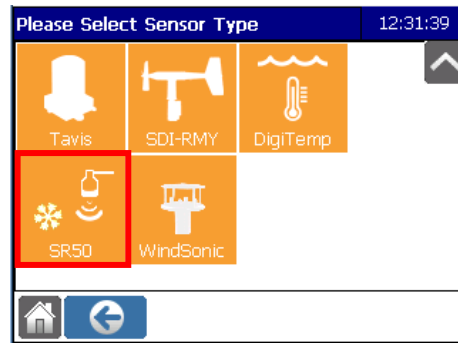 Please Select Sensor Type 12:31:39
Tavis SDI-RMY DigiTemp
SR50 WindSonic